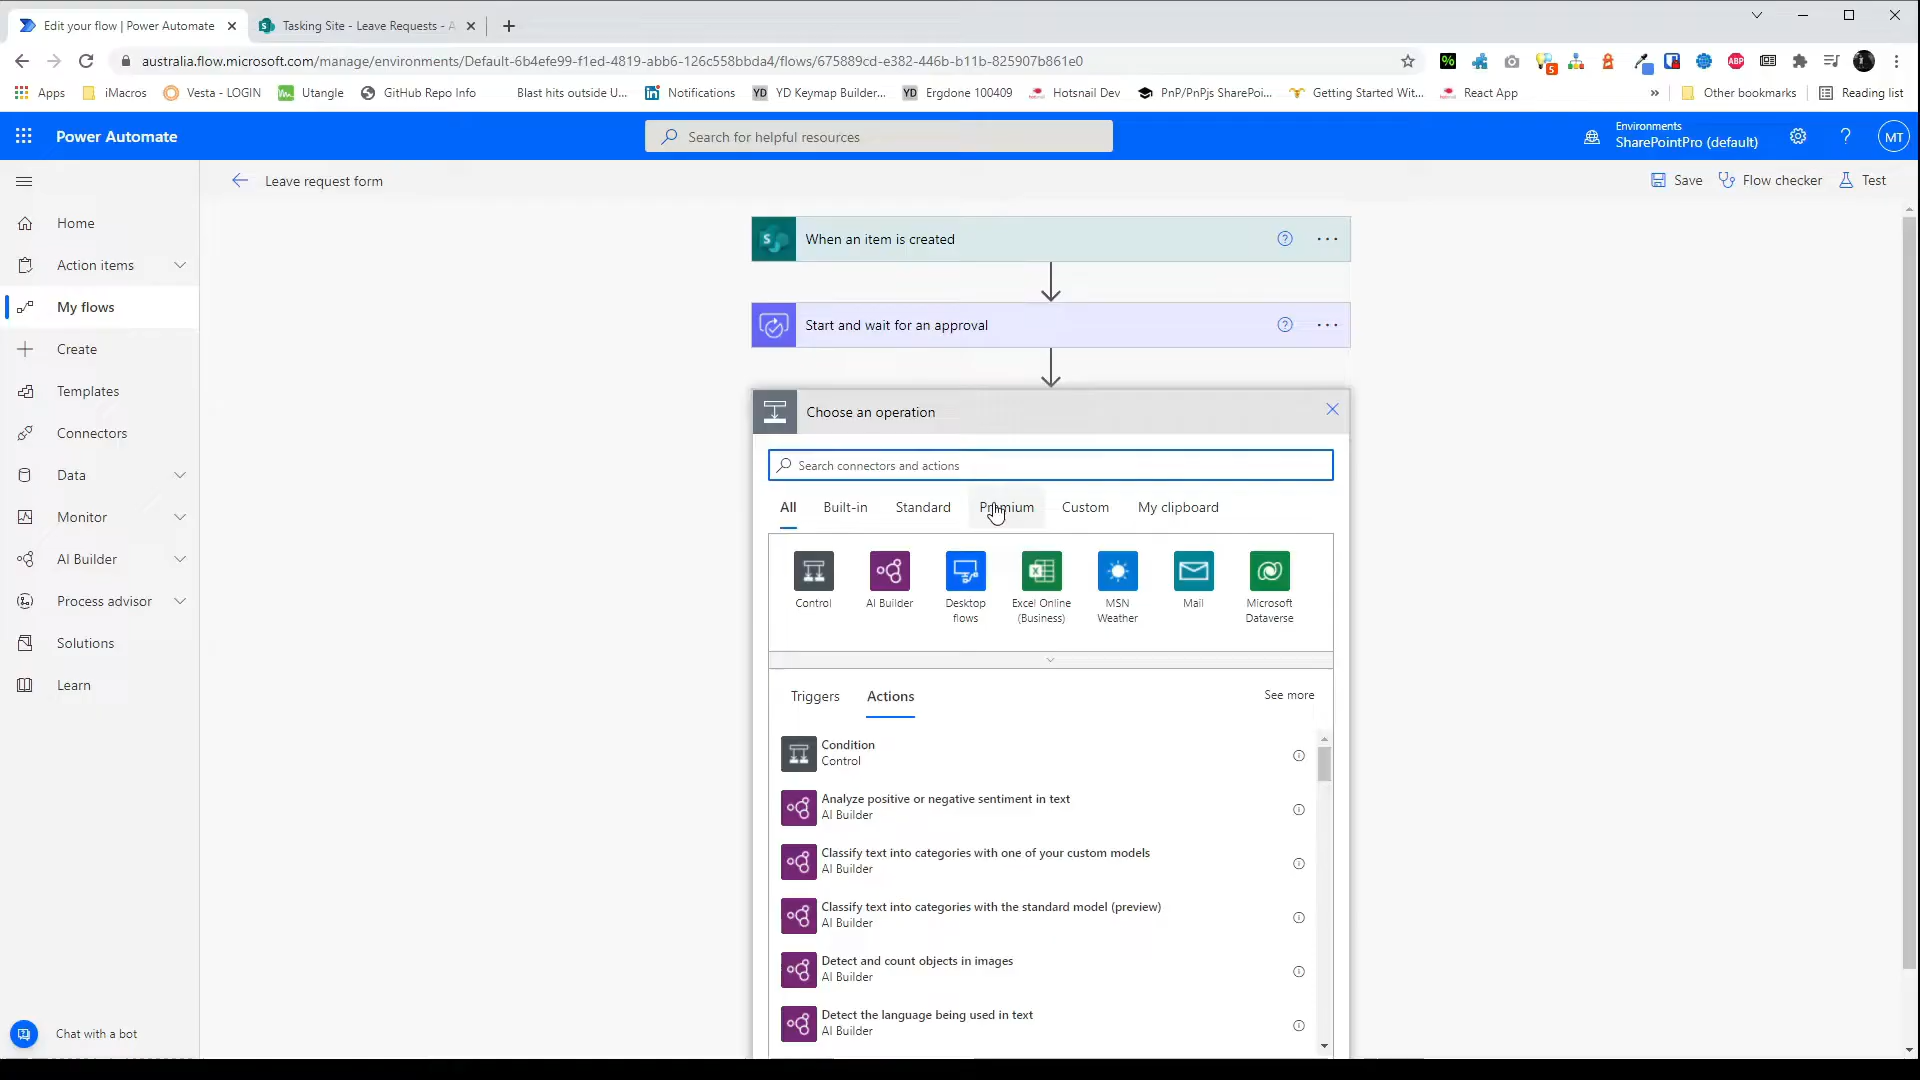 Edit your flow | Power Automate
Tasking Site - Leave Requests - A
australia.flow.microsoft.com/manage/environments/Default-6b4efe99-f1ed-4819-abb6-126c558bbda4/flows/675889cd-e382-446b-b11b-825907b861e0
Apps
iMacros
Vesta - LOGIN
Utangle
GitHub Repo Info
Blast hits outside U...
Notifications
YD Keymap Builder...
Ergdone 100409
Hotsnail Dev
PnP/PnPjs SharePoi...
Getting Started Wit...
React App
»
Other bookmarks
Reading list
Power Automate
Search for helpful resources
Environments
SharePointPro (default)
MT
Leave request form
Save
Flow checker
Test
Home
Action items
My flows
Create
Templates
Connectors
Data
Monitor
AI Builder
Process advisor
Solutions
Learn
Chat with a bot
When an item is created
Start and wait for an approval
Choose an operation
Search connectors and actions
All
Built-in
Standard
Premium
Custom
My clipboard
Control
AI Builder
Desktop flows
Excel Online (Business)
MSN Weather
Mail
Microsoft Dataverse
Triggers
Actions
See more
Condition
Control
Analyze positive or negative sentiment in text
AI Builder
Classify text into categories with one of your custom models
AI Builder
Classify text into categories with the standard model (preview)
AI Builder
Detect and count objects in images
AI Builder
Detect the language being used in text
AI Builder